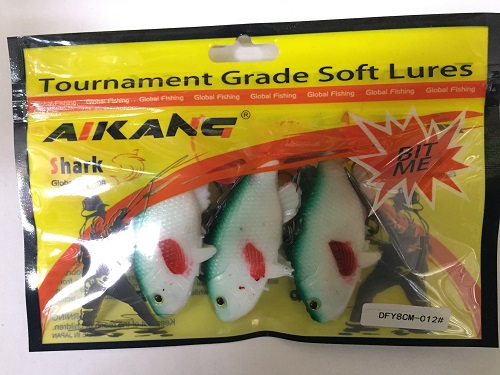 Tournament Grade Soft Lures
Global Fishing Global Fishing Global Fishing Global Fishing Global Fishing Global Fishing
AIKANG®
Shark
Global
BIT
ME
DFY8CM-012#